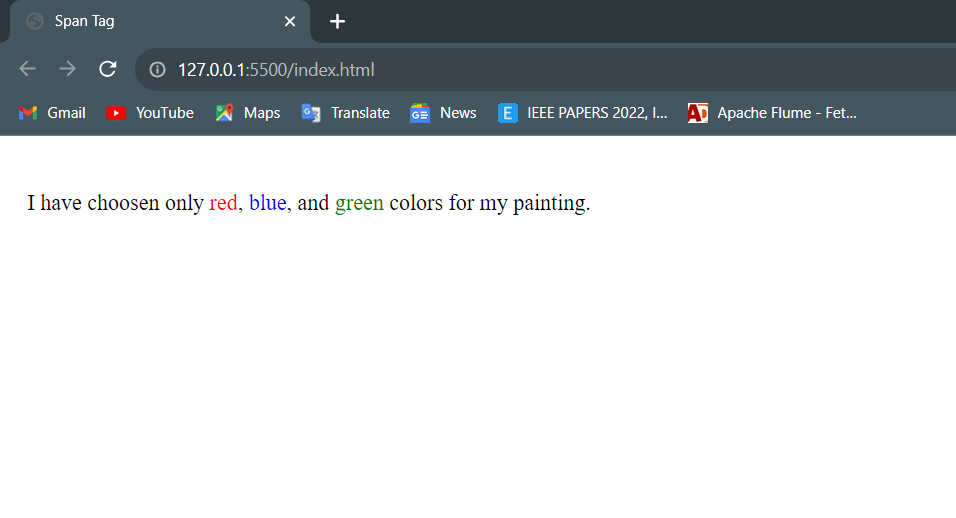 Span Tag
127.0.0.1:5500/index.html
Gmail YouTube Maps Translate GE News E IEEE PAPERS 2022, I... Apache Flume - Fet...
I have choosen only red, blue, and green colors for my painting.